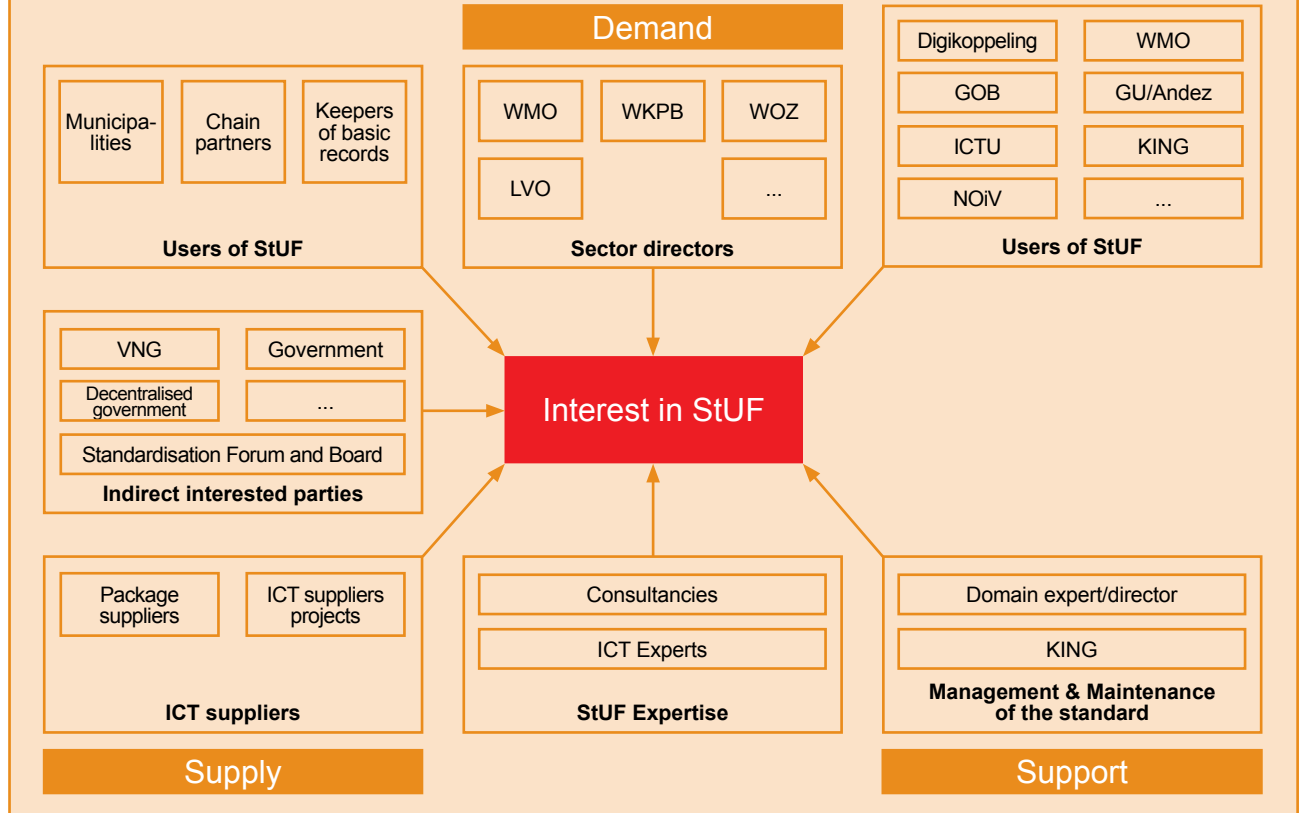 Demand
Municipa-
lities
Chain
partners
Keepers
of basic
records
Users of StUF
WMO
WKPB
WOZ
LVO
...
Sector directors
Digikoppeling
WMO
GOB
GU/Andez
ICTU
KING
NOiV
...
Users of StUF
VNG
Government
Decentralised
government
...
Standardisation Forum and Board
Indirect interested parties
Interest in StUF
Package
suppliers
ICT suppliers
projects
ICT suppliers
Consultancies
ICT Experts
StUF Expertise
Domain expert/director
KING
Management & Maintenance
of the standard
Supply
Support